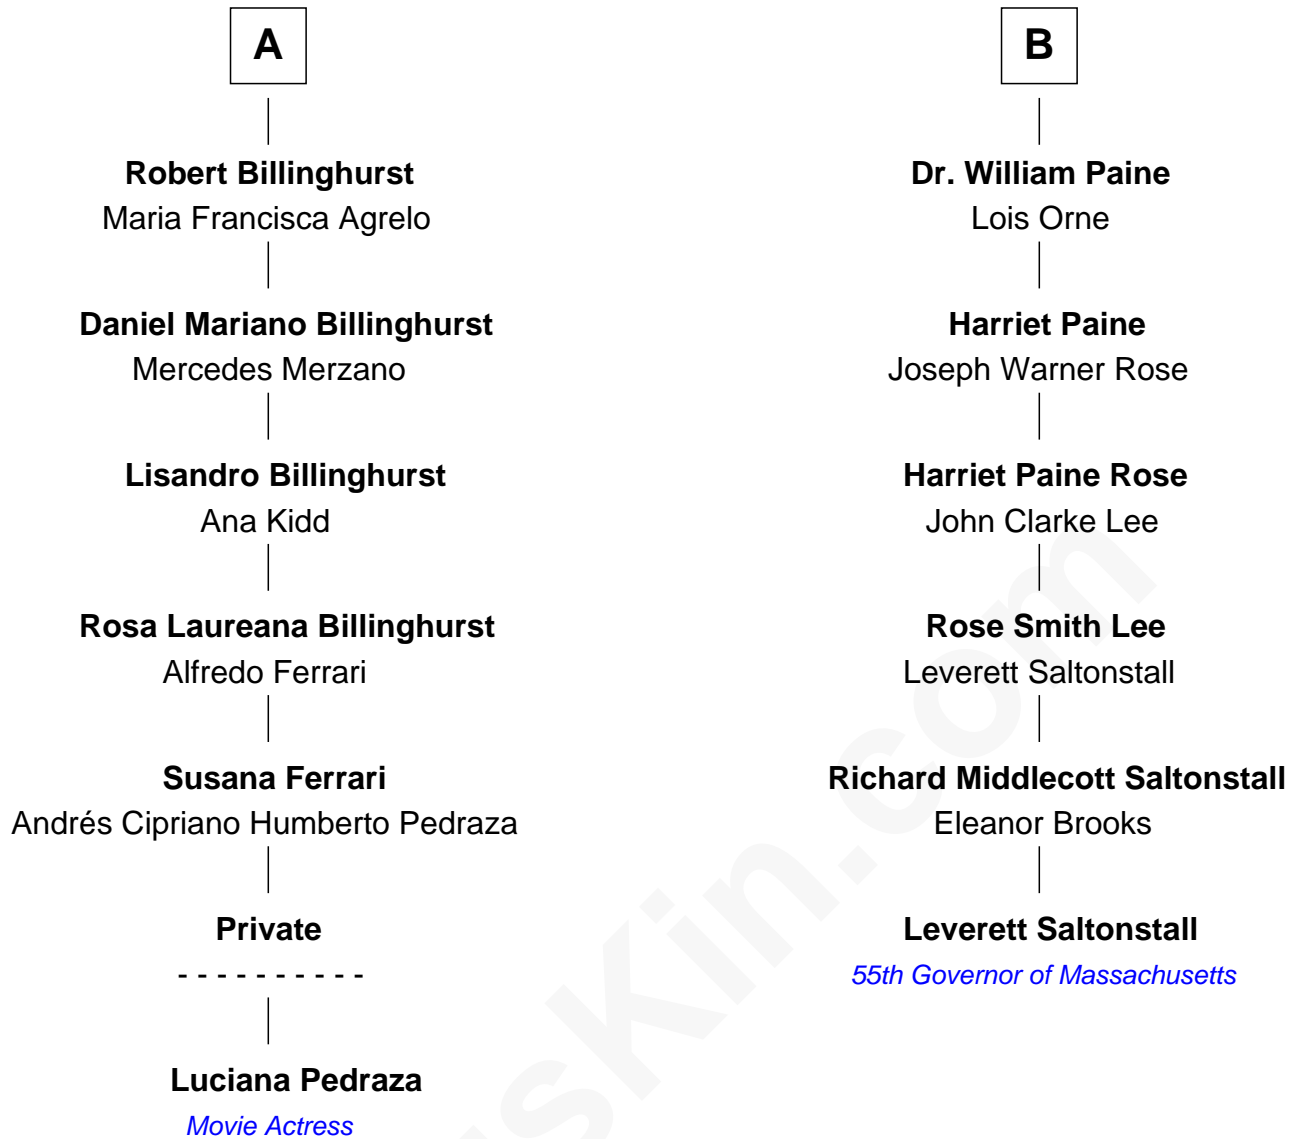 A
Robert Billinghurst
Maria Francisca Agrelo
Daniel Mariano Billinghurst
Mercedes Merzano
Lisandro Billinghurst
Ana Kidd
Rosa Laureana Billinghurst
Alfredo Ferrari
Susana Ferrari
Andrés Cipriano Humberto Pedraza
Private
- - - - - - - - - -
Luciana Pedraza
Movie Actress
B
Dr. William Paine
Lois Orne
Harriet Paine
Joseph Warner Rose
Harriet Paine Rose
John Clarke Lee
Rose Smith Lee
Leverett Saltonstall
Richard Middlecott Saltonstall
Eleanor Brooks
Leverett Saltonstall
55th Governor of Massachusetts